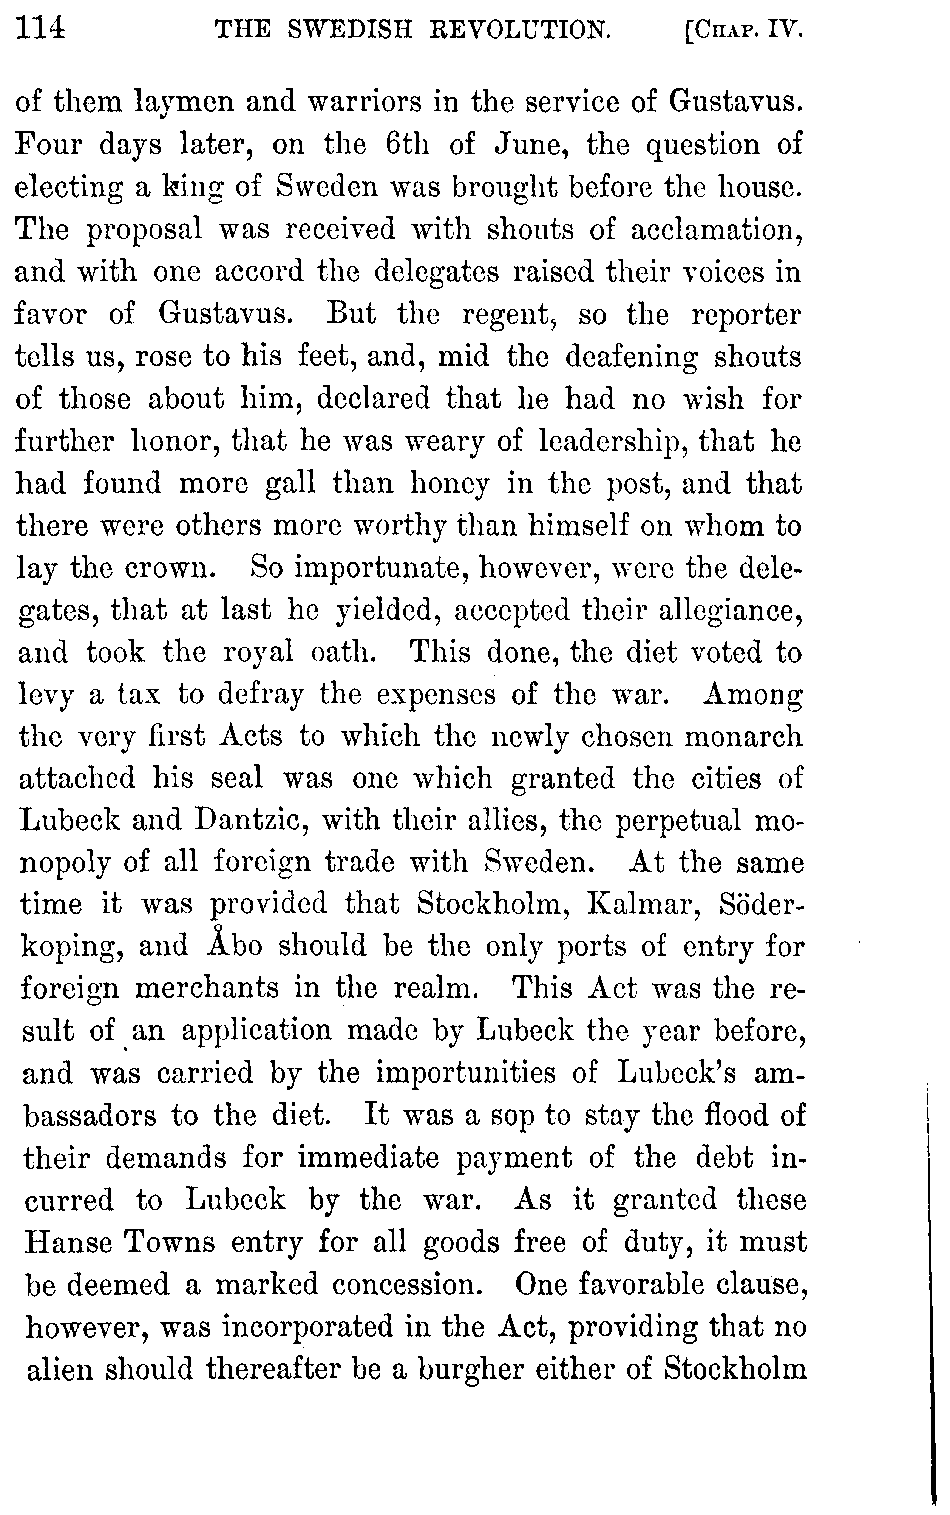 114 THE SWEDISH REVOLUTION. [CHAP. IV.
of them laymen and warriors in the service of Gustavus.
Four days later, on the 6th of June, the question of
electing a king of Sweden was brought before the house.
The proposal was received with shouts of acclamation,
and with one accord the delegates raised their voices in
favor of Gustavus. But the regent, so the reporter
tells us, rose to his feet, and, mid the deafening shouts
of those about him, declared that he had no wish for
further honor, that he was weary of leadership, that he
had found more gall than honey in the post, and that
there were others more worthy than himself on whom to
lay the crown. So importunate, however, were the dele-
gates, that at last he yielded, accepted their allegiance,
and took the royal oath. This done, the diet voted to
levy a tax to defray the expenses of the war. Among
the very first Acts to which the newly chosen monarch
attached his seal was one which granted the cities of
Lubeck and Dantzic, with their allies, the perpetual mo-
nopoly of all foreign trade with Sweden. At the same
time it was provided that Stockholm, Kalmar, Söder-
koping, and Åbo should be the only ports of entry for
foreign merchants in the realm. This Act was the re-
sult of an application made by Lubeck the year before,
and was carried by the importunities of Lubeck's am-
bassadors to the diet. It was a sop to stay the flood of
their demands for immediate payment of the debt in-
curred to Lubeck by the war. As it granted these
Hanse Towns entry for all goods free of duty, it must
be deemed a marked concession. One favorable clause,
however, was incorporated in the Act, providing that no
alien should thereafter be a burgher either of Stockholm